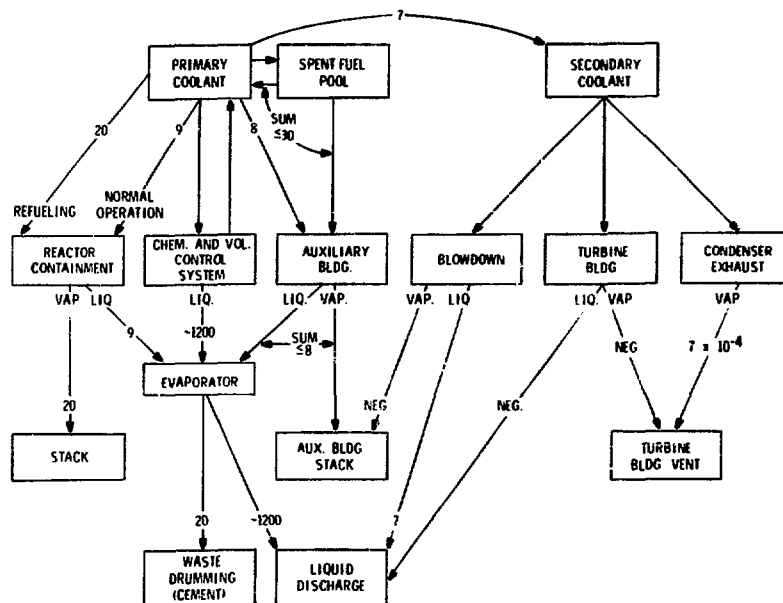 7
PRIMARY
COOLANT
SPENT FUEL
POOL
SECONDARY
COOLANT
20
9
8
SUM
≤30
REFUELING
NORMAL
OPERATION
REACTOR
CONTAINMENT
CHEM. AND VOL.
CONTROL
SYSTEM
AUXILIARY
BLDG.
BLOWDOWN
TURBINE
BLDG
CONDENSER
EXHAUST
VAP LIQ
LIQ.
LIQ. VAP.
VAP. LIQ
LIQ. VAP
VAP
9
~1200
SUM
≤8
NEG
7 x 10⁻⁴
EVAPORATOR
20
NEG
NEG.
STACK
AUX. BLDG
STACK
TURBINE
BLDG VENT
20
~1200
7
WASTE
DRUMMING
(CEMENT)
LIQUID
DISCHARGE